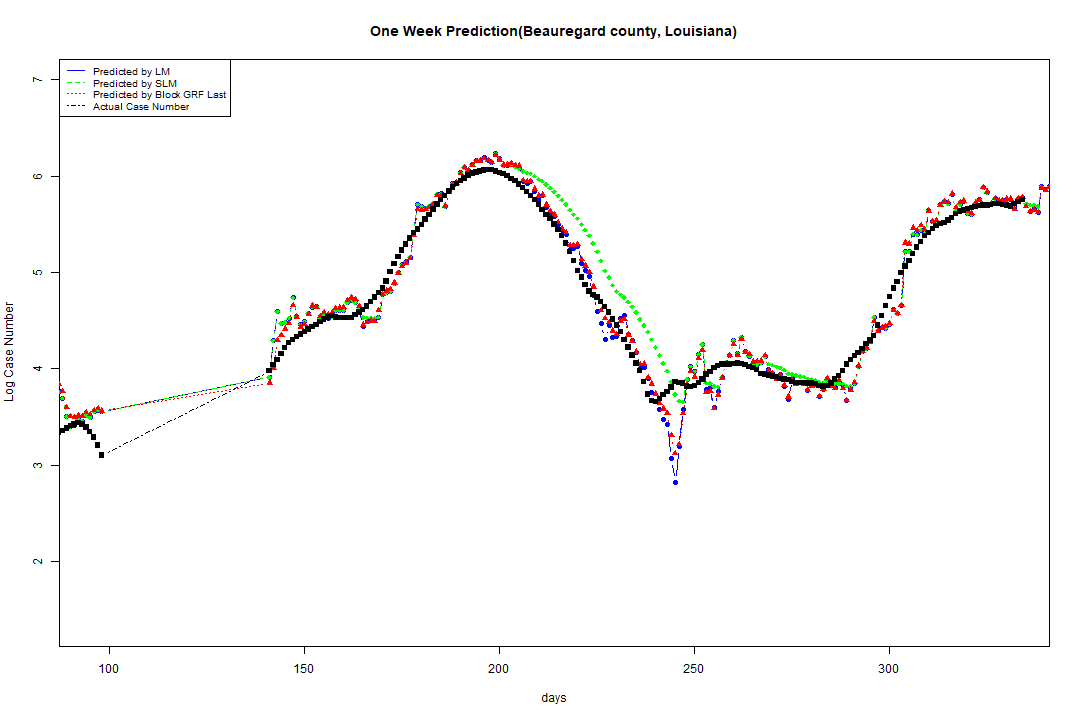 One Week Prediction(Beauregard county, Louisiana)
Predicted by LM
Predicted by SLM
Predicted by Block GRF Last
Actual Case Number
7
6
5
4
3
2
Log Case Number
100 150 200 250 300
days